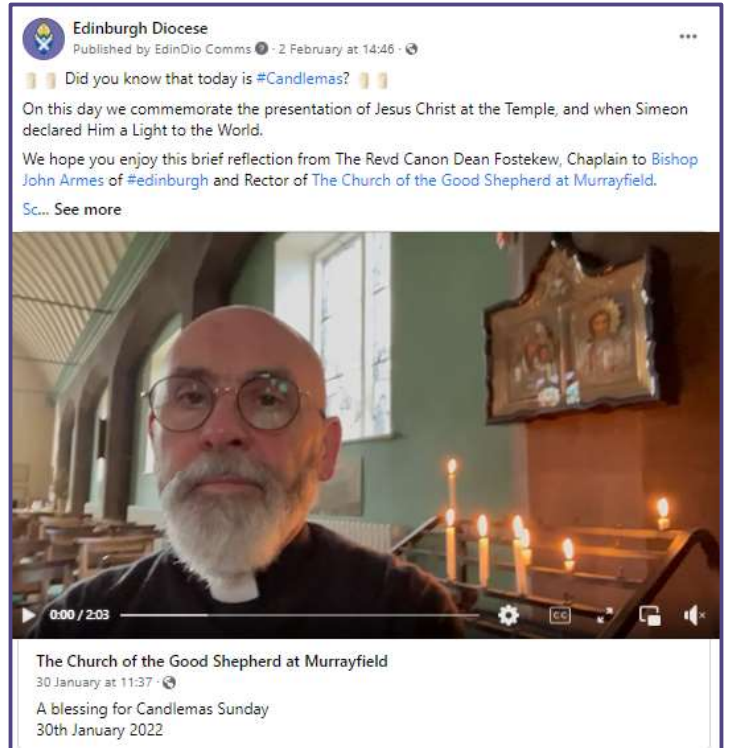 Edinburgh Diocese
Published by EdinDio Comms · 2 February at 14:46 ·
Did you know that today is #Candlemas?
On this day we commemorate the presentation of Jesus Christ at the Temple, and when Simeon
declared Him a Light to the World.
We hope you enjoy this brief reflection from The Revd Canon Dean Fostekew, Chaplain to Bishop
John Armes of #edinburgh and Rector of The Church of the Good Shepherd at Murrayfield.
Sc... See more
0:00 / 2:03
CC
The Church of the Good Shepherd at Murrayfield
30 January at 11:37 ·
A blessing for Candlemas Sunday
30th January 2022